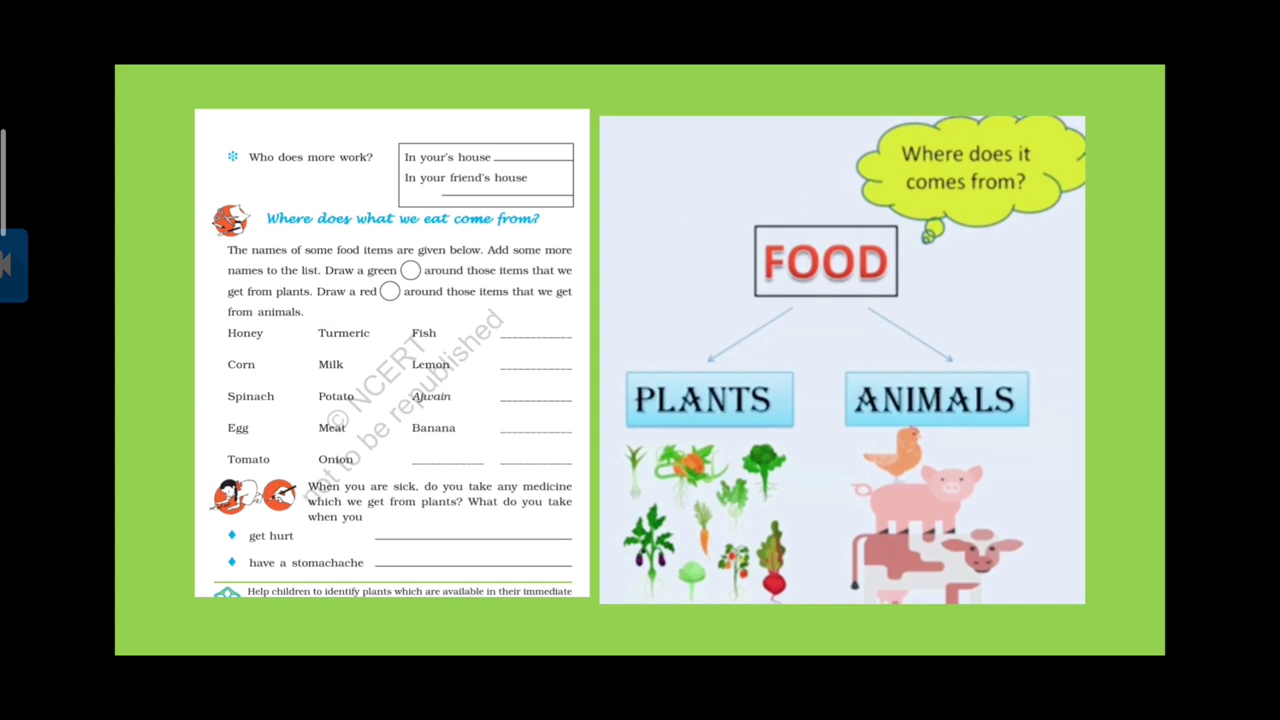 Who does more work?
In your's house
In your friend's house
Where does what we eat come from?
The names of some food items are given below. Add some more
names to the list. Draw a green around those items that we
get from plants. Draw a red around those items that we get
from animals.
Honey Turmeric Fish
Corn Milk Lemon
Spinach Potato Ajwain
Egg Meat Banana
Tomato Onion
© NCERT
not to be republished
When you are sick, do you take any medicine
which we get from plants? What do you take
when you
get hurt
have a stomachache
Help children to identify plants which are available in their immediate
Where does it
comes from?
FOOD
PLANTS ANIMALS